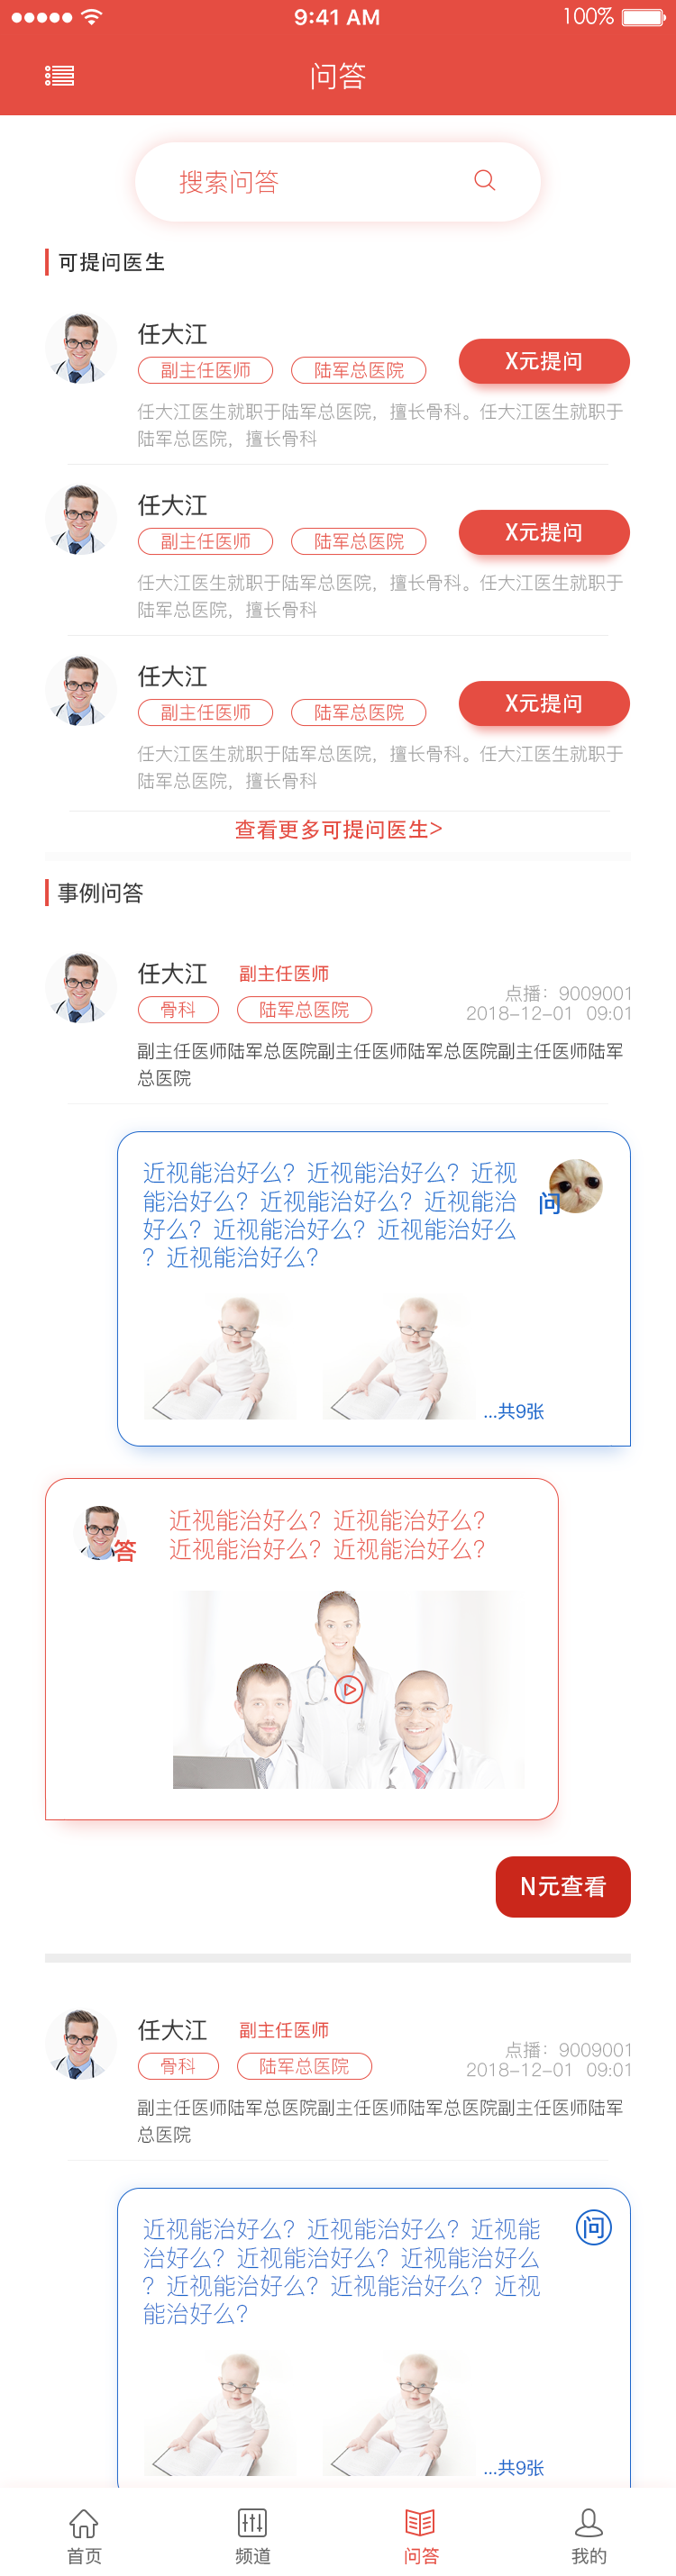 9:41 AM 100%
问答
搜索问答
可提问医生
任大江
副主任医师 陆军总医院
X元提问
任大江医生就职于陆军总医院，擅长骨科。任大江医生就职于
陆军总医院，擅长骨科
任大江
副主任医师 陆军总医院
X元提问
任大江医生就职于陆军总医院，擅长骨科。任大江医生就职于
陆军总医院，擅长骨科
任大江
副主任医师 陆军总医院
X元提问
任大江医生就职于陆军总医院，擅长骨科。任大江医生就职于
陆军总医院，擅长骨科
查看更多可提问医生>
事例问答
任大江 副主任医师
骨科 陆军总医院
点播：9009001
2018-12-01 09:01
副主任医师陆军总医院副主任医师陆军总医院副主任医师陆军
总医院
近视能治好么？近视能治好么？近视
能治好么？近视能治好么？近视能治
好么？近视能治好么？近视能治好么
？近视能治好么？
问
...共9张
答
近视能治好么？近视能治好么？
近视能治好么？近视能治好么？
N元查看
任大江 副主任医师
骨科 陆军总医院
点播：9009001
2018-12-01 09:01
副主任医师陆军总医院副主任医师陆军总医院副主任医师陆军
总医院
近视能治好么？近视能治好么？近视能
治好么？近视能治好么？近视能治好么
？近视能治好么？近视能治好么？近视
能治好么？
问
...共9张
首页 频道 问答 我的